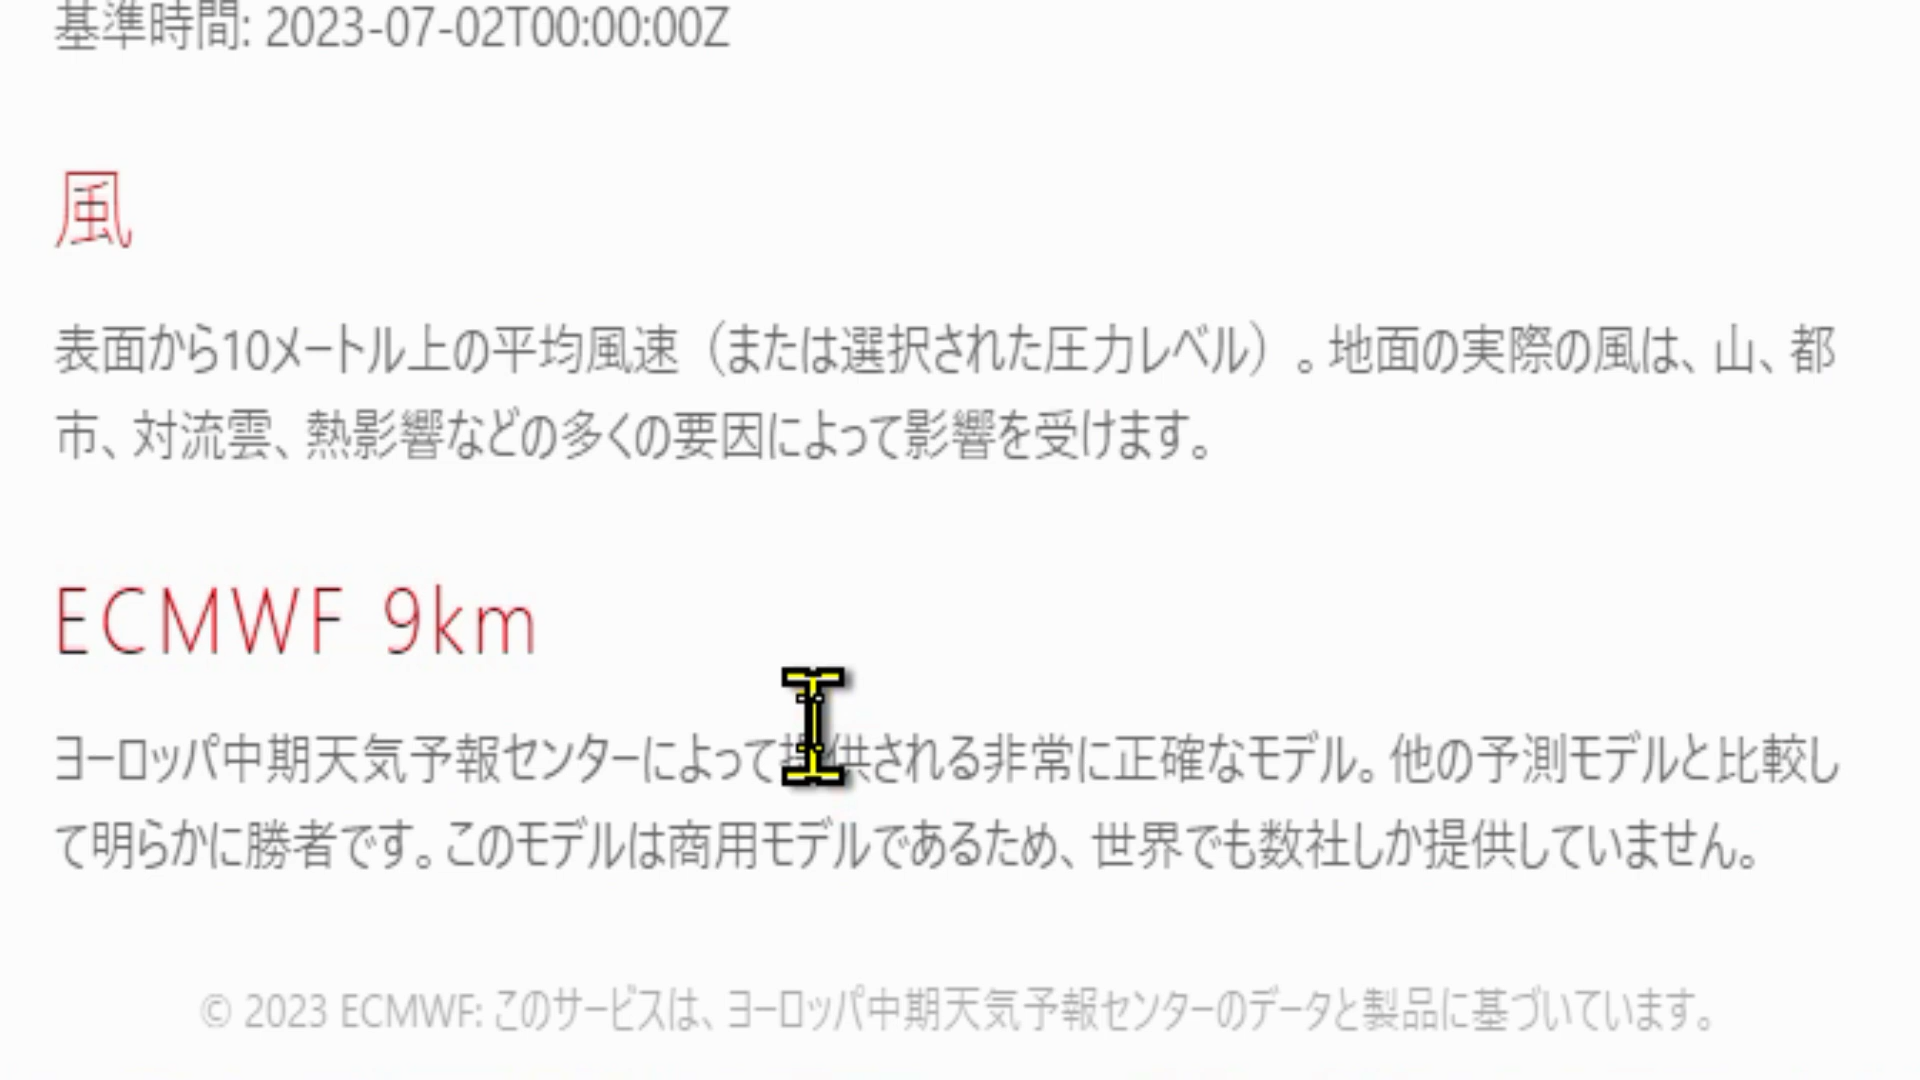 基準時間: 2023-07-02T00:00:00Z
風
表面から10メートル上の平均風速（または選択された圧力レベル）。地面の実際の風は、山、都
市、対流雲、熱影響などの多くの要因によって影響を受けます。
ECMWF 9km
ヨーロッパ中期天気予報センターによって提供される非常に正確なモデル。他の予測モデルと比較し
て明らかに勝者です。このモデルは商用モデルであるため、世界でも数社しか提供していません。
© 2023 ECMWF: このサービスは、ヨーロッパ中期天気予報センターのデータと製品に基づいています。